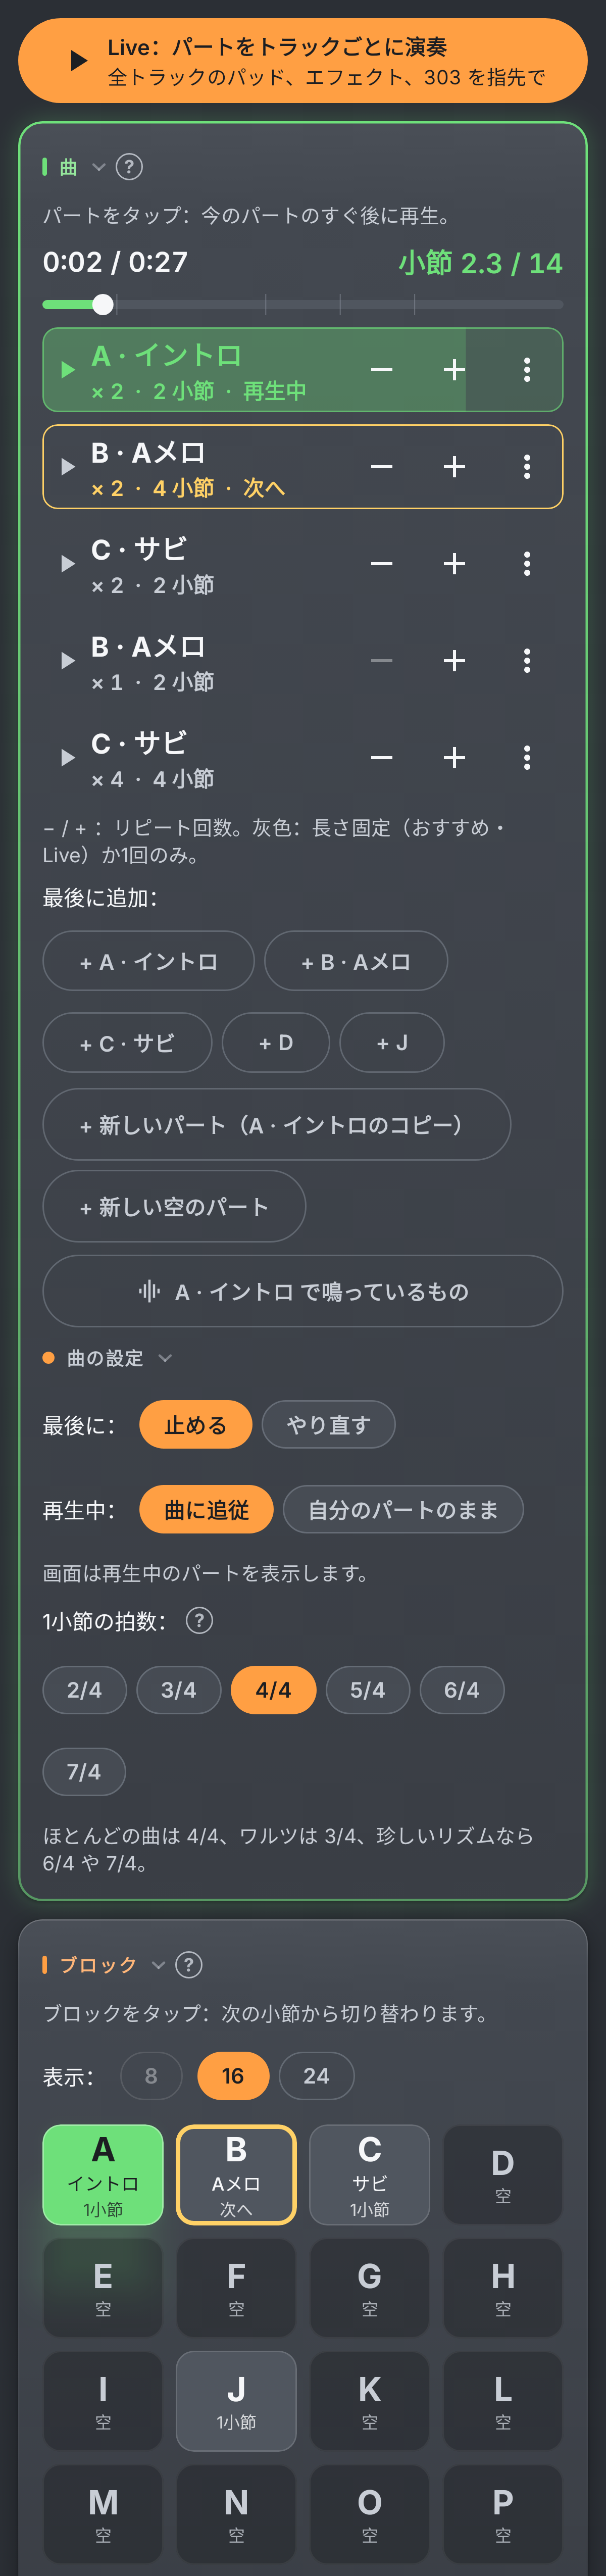 Live：パートをトラックごとに演奏
全トラックのパッド、エフェクト、303 を指先で
曲 ?
パートをタップ：今のパートのすぐ後に再生。
0:02 / 0:27 小節 2.3 / 14
A · イントロ
× 2 · 2 小節 · 再生中
− +
B · Aメロ
× 2 · 4 小節 · 次へ
− +
C · サビ
× 2 · 2 小節
− +
B · Aメロ
× 1 · 2 小節
− +
C · サビ
× 4 · 4 小節
− +
− / + ：リピート回数。灰色：長さ固定（おすすめ・
Live）か1回のみ。
最後に追加：
+ A · イントロ + B · Aメロ
+ C · サビ + D + J
+ 新しいパート（A · イントロのコピー）
+ 新しい空のパート
A · イントロ で鳴っているもの
曲の設定
最後に： 止める やり直す
再生中： 曲に追従 自分のパートのまま
画面は再生中のパートを表示します。
1小節の拍数： ?
2/4 3/4 4/4 5/4 6/4
7/4
ほとんどの曲は 4/4、ワルツは 3/4、珍しいリズムなら
6/4 や 7/4。
ブロック ?
ブロックをタップ：次の小節から切り替わります。
表示： 8 16 24
A
イントロ
1小節
B
Aメロ
次へ
C
サビ
1小節
D
空
E
空
F
空
G
空
H
空
I
空
J
1小節
K
空
L
空
M
空
N
空
O
空
P
空